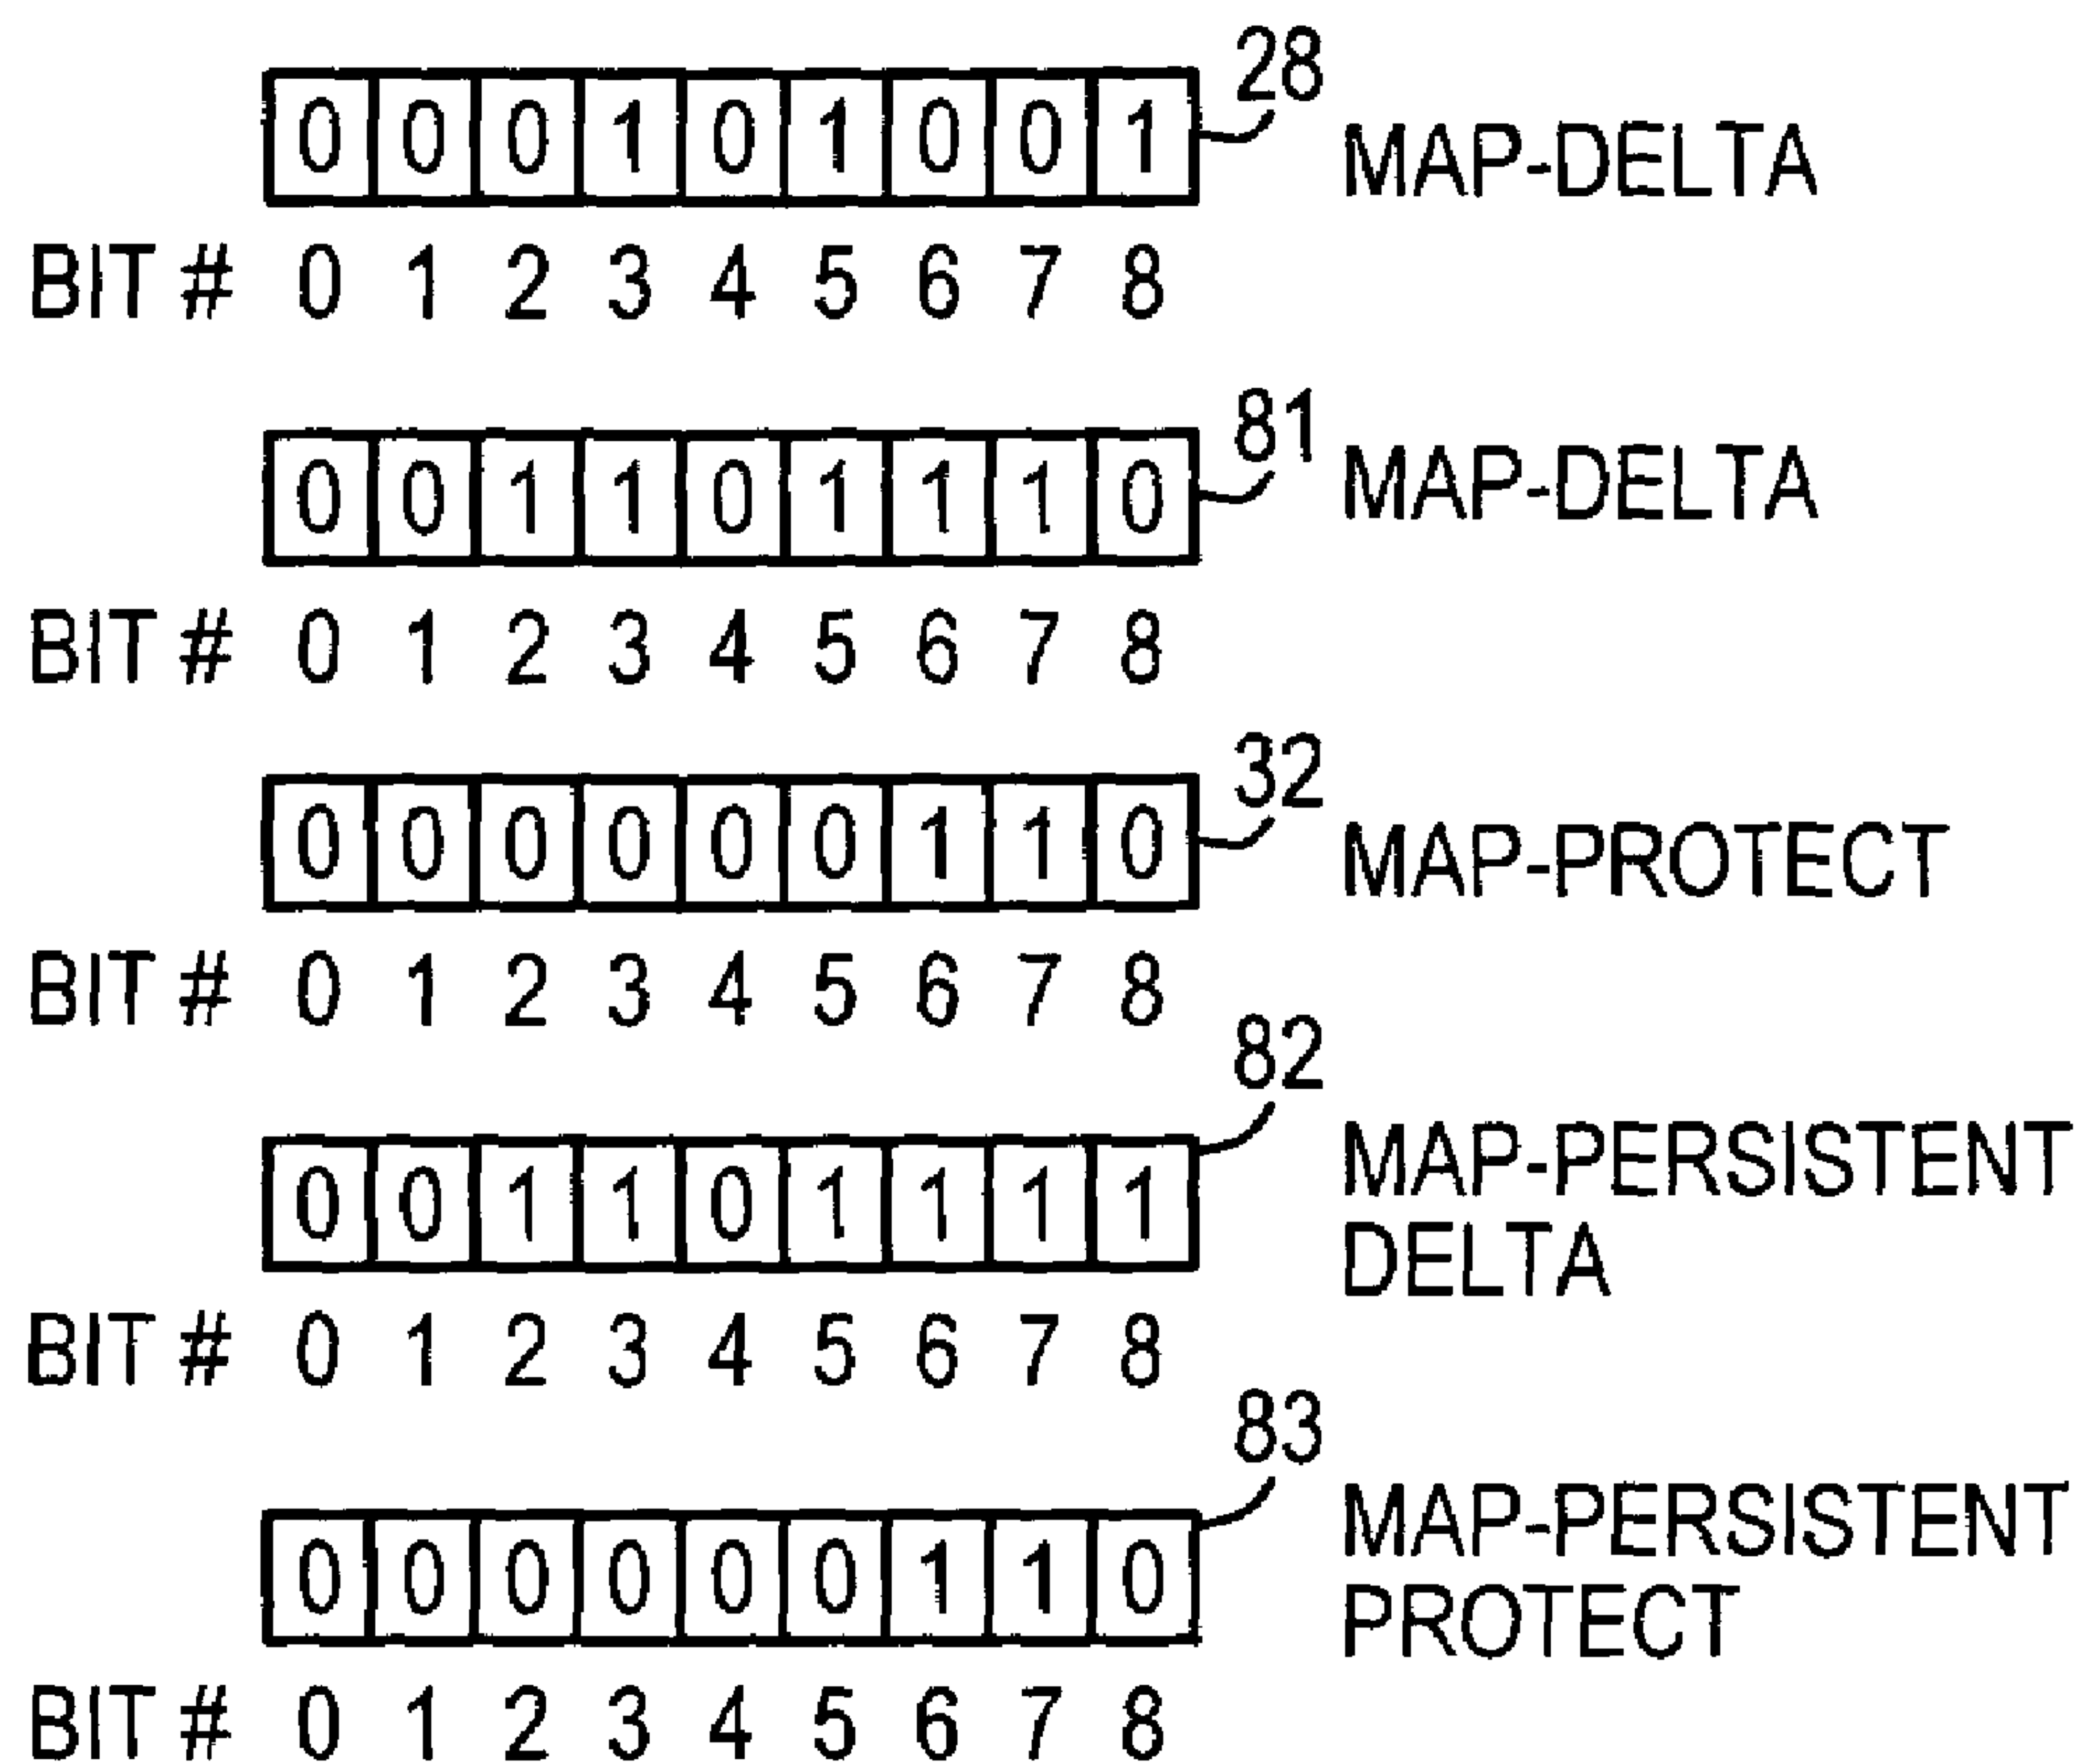 28
0 0 0 1 0 1 0 0 1 MAP-DELTA
BIT # 0 1 2 3 4 5 6 7 8
81
0 0 1 1 0 1 1 1 0 MAP-DELTA
BIT # 0 1 2 3 4 5 6 7 8
32
0 0 0 0 0 0 1 1 0 MAP-PROTECT
BIT # 0 1 2 3 4 5 6 7 8
82
0 0 1 1 0 1 1 1 1 MAP-PERSISTENT
DELTA
BIT # 0 1 2 3 4 5 6 7 8
83
0 0 0 0 0 0 1 1 0 MAP-PERSISTENT
PROTECT
BIT # 0 1 2 3 4 5 6 7 8